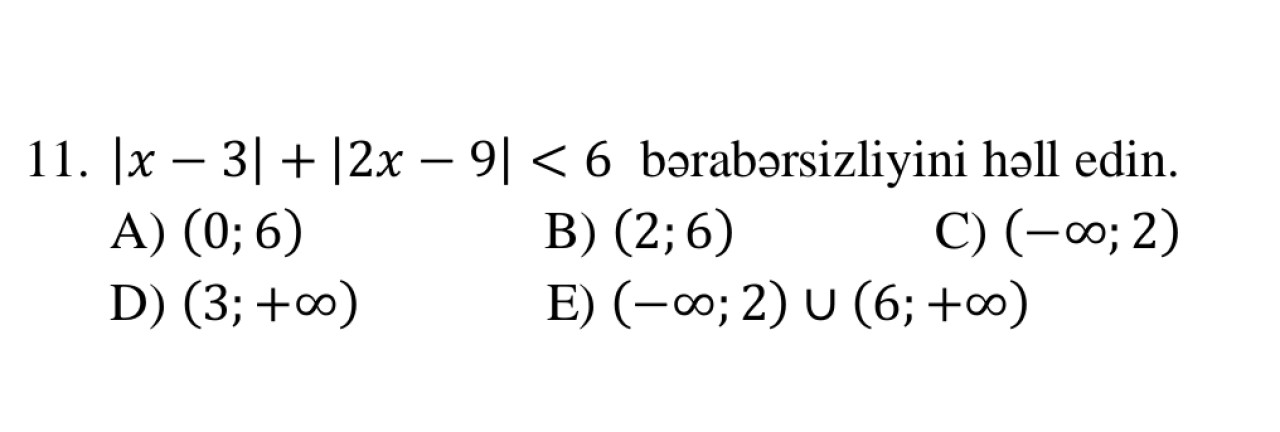 11. |x − 3| + |2x − 9| < 6 bərabərsizliyini həll edin.
A) (0; 6) B) (2; 6) C) (−∞; 2)
D) (3; +∞) E) (−∞; 2) ∪ (6; +∞)